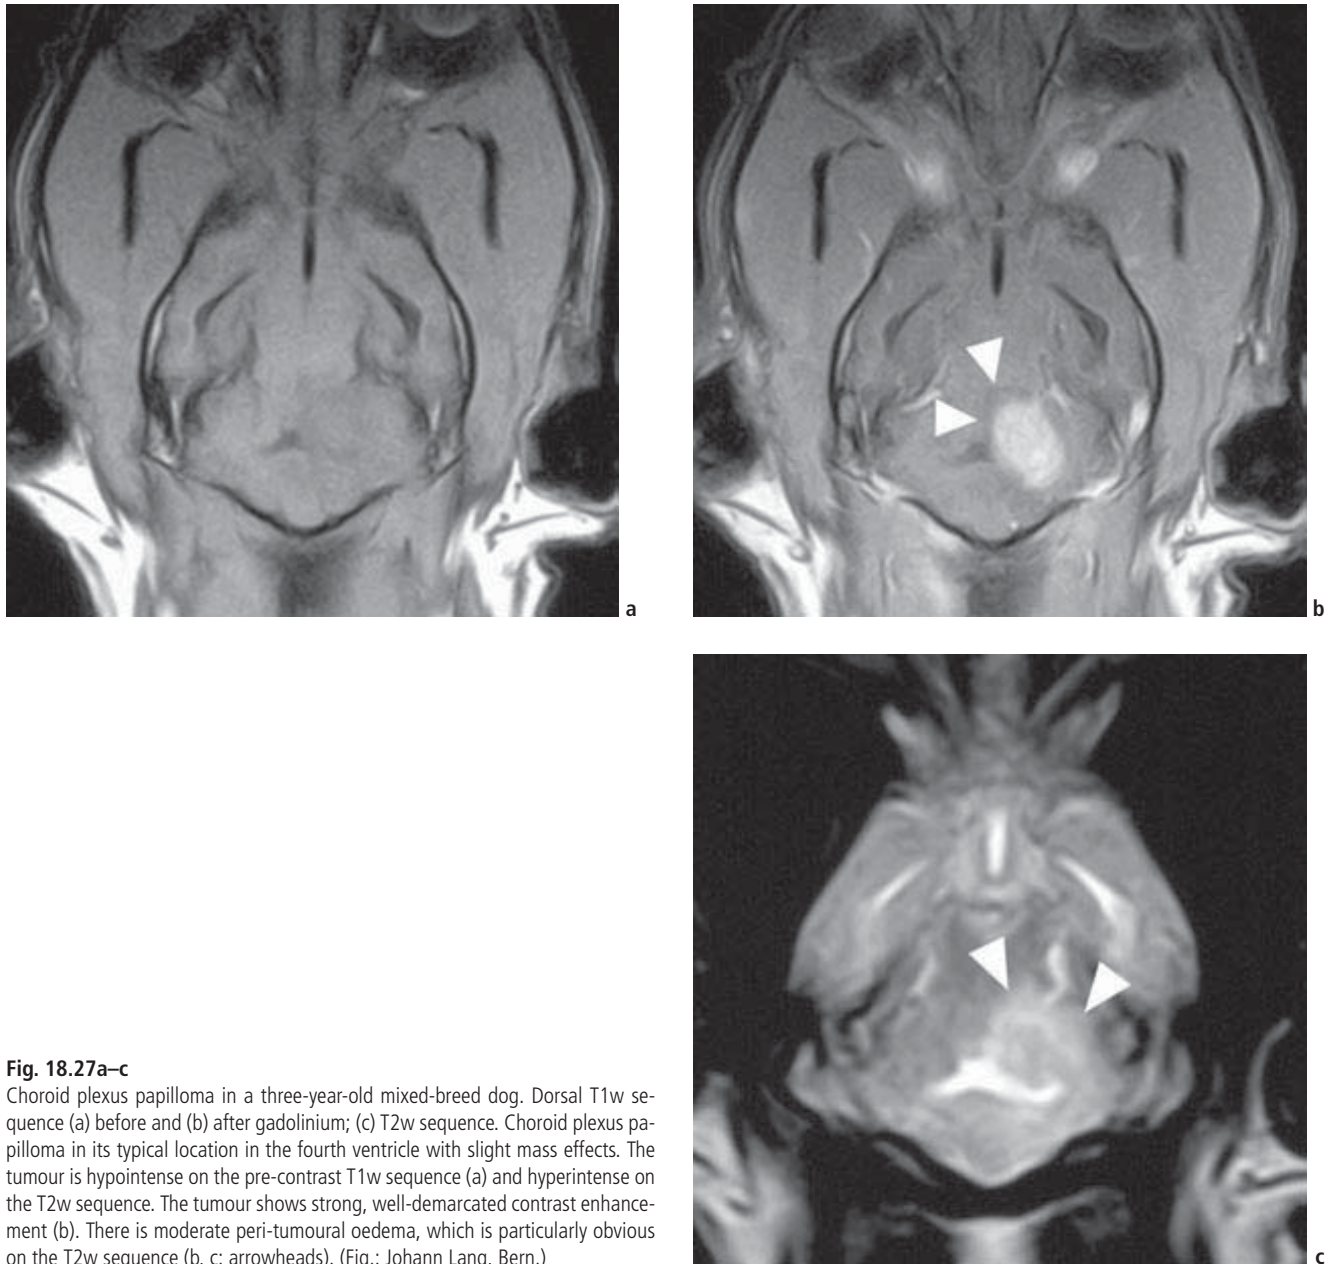 a
b
c
Fig. 18.27a–c
Choroid plexus papilloma in a three-year-old mixed-breed dog. Dorsal T1w se-
quence (a) before and (b) after gadolinium; (c) T2w sequence. Choroid plexus pa-
pilloma in its typical location in the fourth ventricle with slight mass effects. The
tumour is hypointense on the pre-contrast T1w sequence (a) and hyperintense on
the T2w sequence. The tumour shows strong, well-demarcated contrast enhance-
ment (b). There is moderate peri-tumoural oedema, which is particularly obvious
on the T2w sequence (b, c: arrowheads). (Fig.: Johann Lang, Bern.)